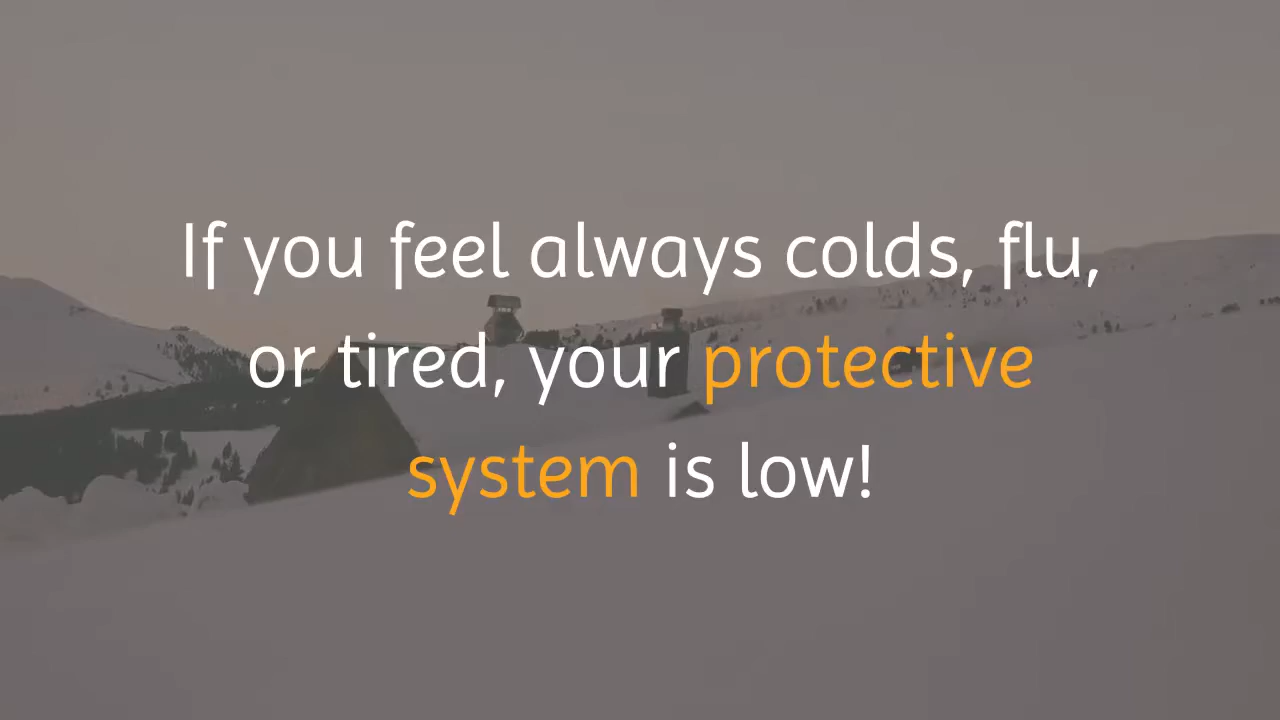 If you feel always colds, flu,
or tired, your protective
system is low!